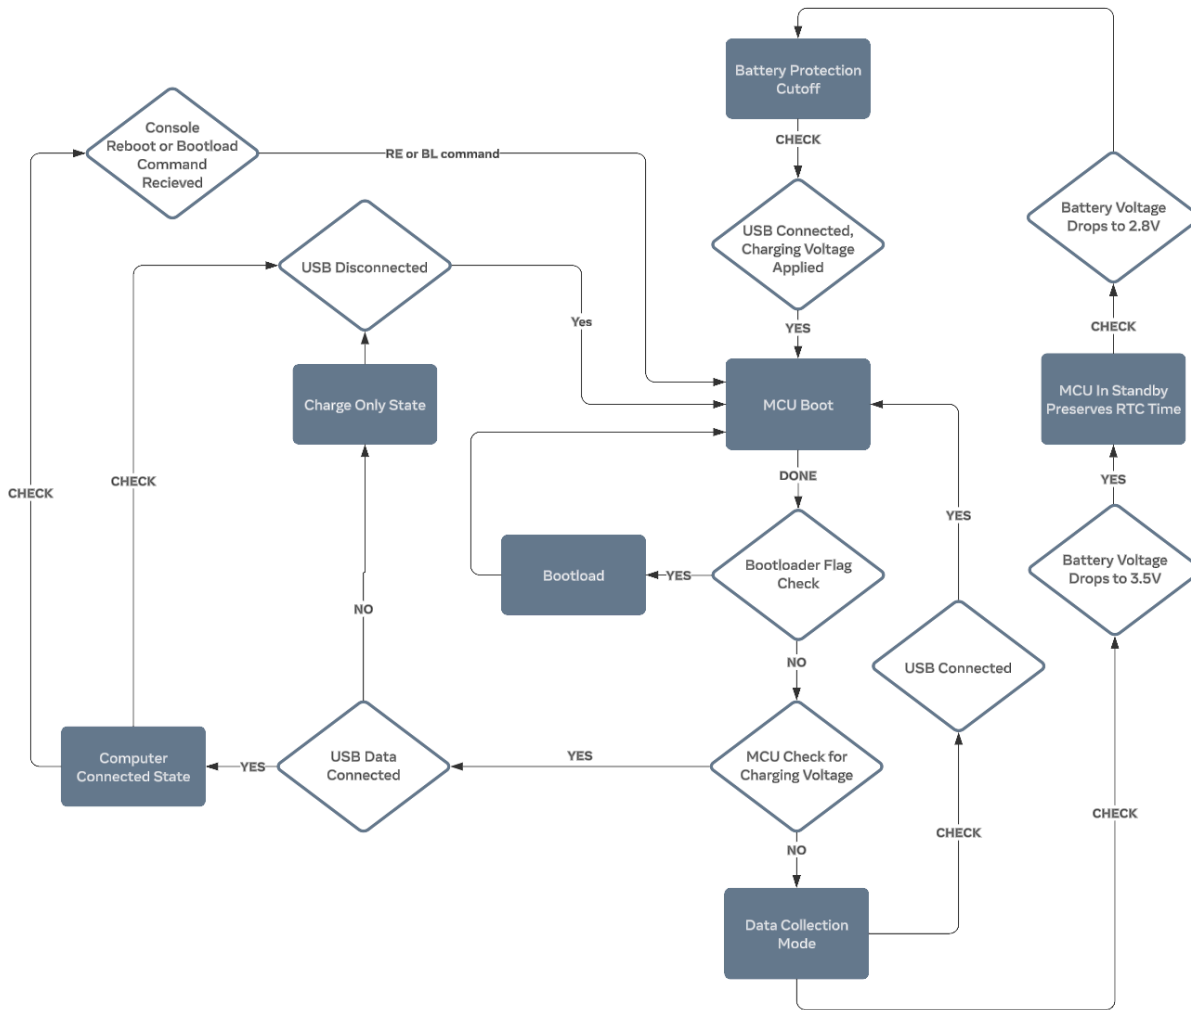 Battery Protection
Cutoff
CHECK
Console
Reboot or Bootload
Command
Recieved
RE or BL command
USB Connected,
Charging Voltage
Applied
Battery Voltage
Drops to 2.8V
USB Disconnected
Yes
YES
CHECK
Charge Only State
MCU Boot
MCU In Standby
Preserves RTC Time
CHECK
CHECK
DONE
YES
YES
Bootload
YES
Bootloader Flag
Check
Battery Voltage
Drops to 3.5V
NO
NO
USB Connected
Computer
Connected State
YES
USB Data
Connected
YES
MCU Check for
Charging Voltage
CHECK
CHECK
NO
Data Collection
Mode